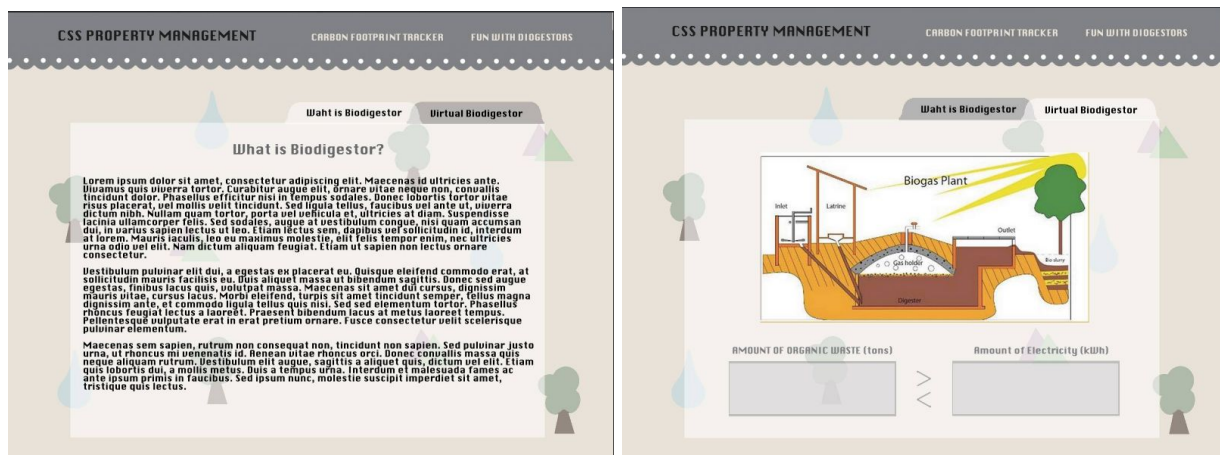 CSS PROPERTY MANAGEMENT
CARBON FOOTPRINT TRACKER
FUN WITH DIOGESTORS
Waht is Biodigestor
Virtual Biodigestor
What is Biodigestor?
Lorem ipsum dolor sit amet, consectetur adipiscing elit. Maecenas id ultricies ante.
Vivamus quis viverra tortor. Curabitur augue elit, ornare vitae neque non, convallis
tincidunt dolor. Phasellus efficitur nisi in tempus sodales. Donec lobortis tortor vitae
risus placerat, vel mollis velit tincidunt. Sed ligula tellus, faucibus vel ante ut, viverra
dictum nibh. Nullam quam tortor, porta vel vehicula et, ultricies at diam. Suspendisse
lacinia ullamcorper felis. Sed sodales, augue at vestibulum congue, nisi quam accumsan
dui, in varius sapien lectus ut leo. Etiam lectus sem, dapibus vel sollicitudin id, interdum
at lorem. Mauris iaculis, leo eu maximus molestie, elit felis tempor enim, nec ultricies
urna odio vel elit. Nam dictum aliquam feugiat. Etiam ut sapien non lectus ornare
consectetur.
Vestibulum pulvinar elit dui, a egestas ex placerat eu. Quisque eleifend commodo erat, at
sollicitudin mauris facilisis eu. Duis aliquet massa ut bibendum sagittis. Donec sed augue
egestas, finibus lacus quis, volutpat massa. Maecenas sit amet dui cursus, dignissim
mauris vitae, cursus lacus. Morbi eleifend, turpis sit amet tincidunt semper, tellus magna
dignissim ante, et commodo ligula tellus quis nisi. Sed sed elementum tortor. Phasellus
rhoncus feugiat lectus a laoreet. Praesent bibendum lacus at metus laoreet tempus.
Pellentesque vulputate erat in erat pretium ornare. Fusce consectetur velit scelerisque
pulvinar elementum.
Maecenas sem sapien, rutrum non consequat non, tincidunt non sapien. Sed pulvinar justo
urna, ut rhoncus mi venenatis id. Aenean vitae rhoncus orci. Donec convallis massa quis
neque aliquam rutrum. Vestibulum elit augue, sagittis a aliquet quis, dictum vel elit. Etiam
quis lobortis dui, a mollis metus. Duis a tempus urna. Interdum et malesuada fames ac
ante ipsum primis in faucibus. Sed ipsum nunc, molestie suscipit imperdiet sit amet,
tristique quis lectus.
CSS PROPERTY MANAGEMENT
CARBON FOOTPRINT TRACKER
FUN WITH DIOGESTORS
Waht is Biodigestor
Virtual Biodigestor
Biogas Plant
Inlet
Latrine
Outlet
Gas holder
Bio slurry
Digester
AMOUNT OF ORGANIC WASTE (tons)
Amount of Electricity (kWh)
>
<